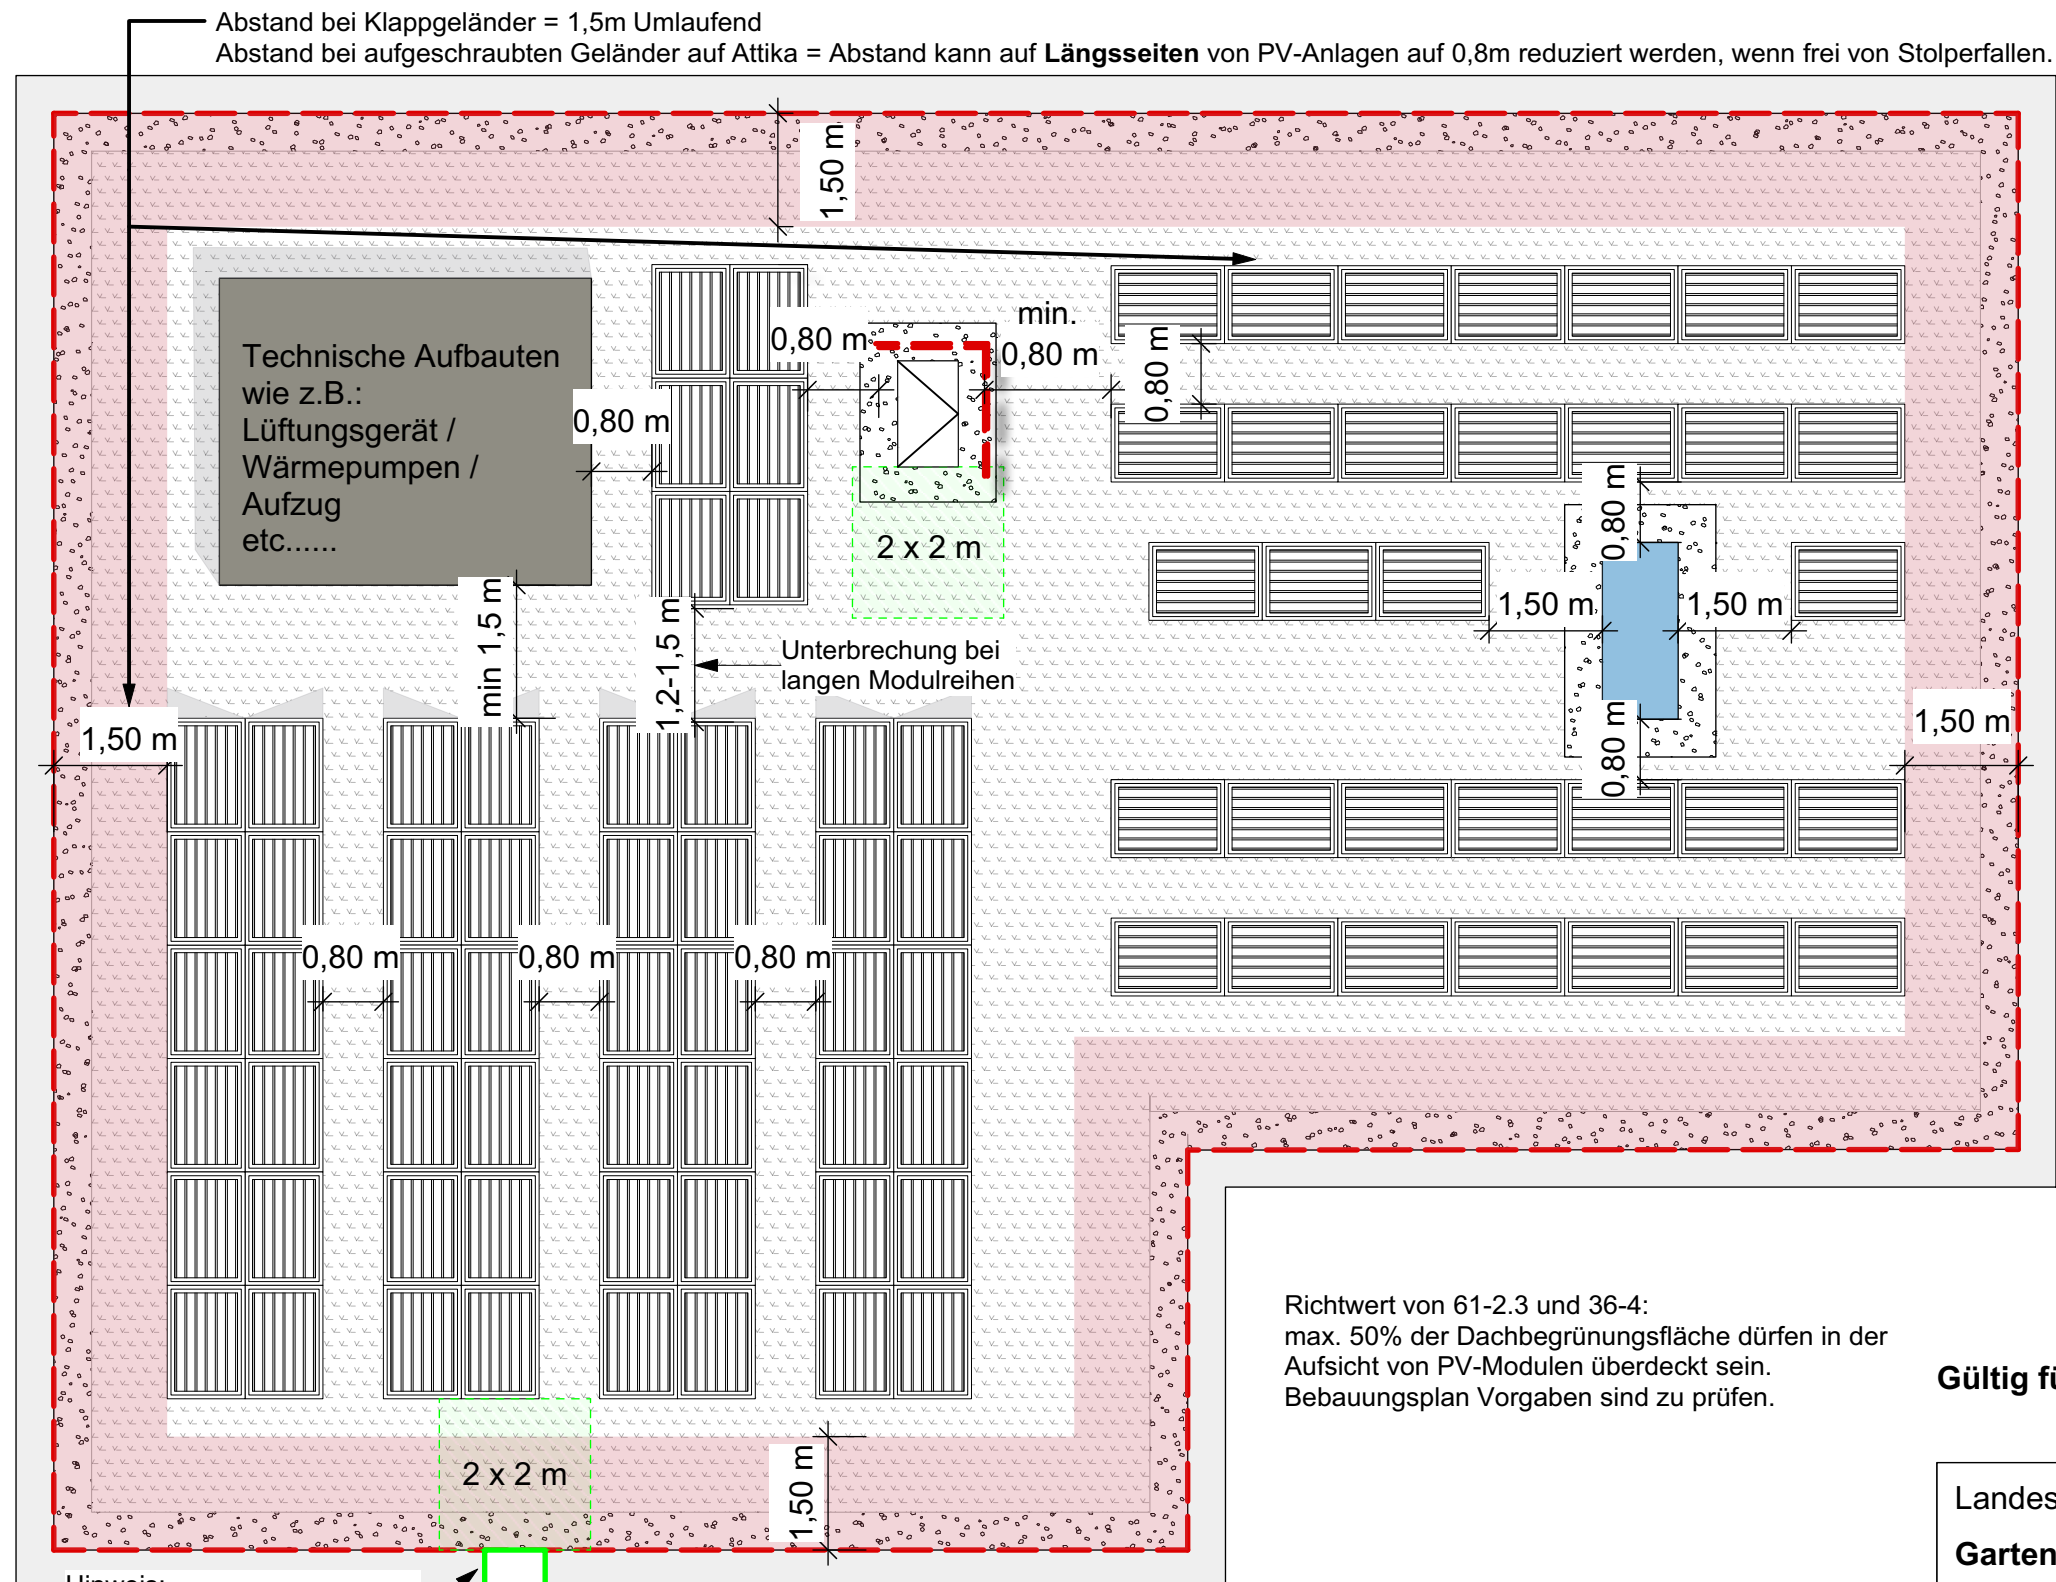 Abstand bei Klappgeländer = 1,5m Umlaufend
Abstand bei aufgeschraubten Geländer auf Attika = Abstand kann auf Längsseiten von PV-Anlagen auf 0,8m reduziert werden, wenn frei von Stolperfallen.
1,50 m
Technische Aufbauten
wie z.B.:
Lüftungsgerät /
Wärmepumpen /
Aufzug
etc......
0,80 m
0,80 m
min.
0,80 m
0,80 m
2 x 2 m
0,80 m
1,50 m
1,50 m
0,80 m
min 1,5 m
1,2-1,5 m
Unterbrechung bei
langen Modulreihen
1,50 m
1,50 m
0,80 m
0,80 m
0,80 m
2 x 2 m
1,50 m
Richtwert von 61-2.3 und 36-4:
max. 50% der Dachbegrünungsfläche dürfen in der
Aufsicht von PV-Modulen überdeckt sein.
Bebauungsplan Vorgaben sind zu prüfen.
Gültig fü
Landes
Garten
Hinweis: